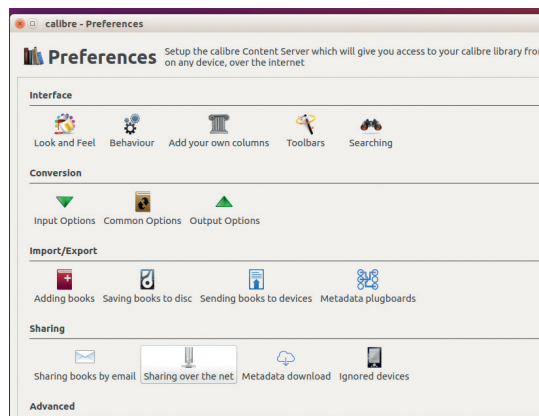 calibre - Preferences
Preferences
Setup the calibre Content Server which will give you access to your calibre library from
on any device, over the internet
Interface
Look and Feel Behaviour Add your own columns Toolbars Searching
Conversion
Input Options Common Options Output Options
Import/Export
Adding books Saving books to disc Sending books to devices Metadata plugboards
Sharing
Sharing books by email Sharing over the net Metadata download Ignored devices
Advanced